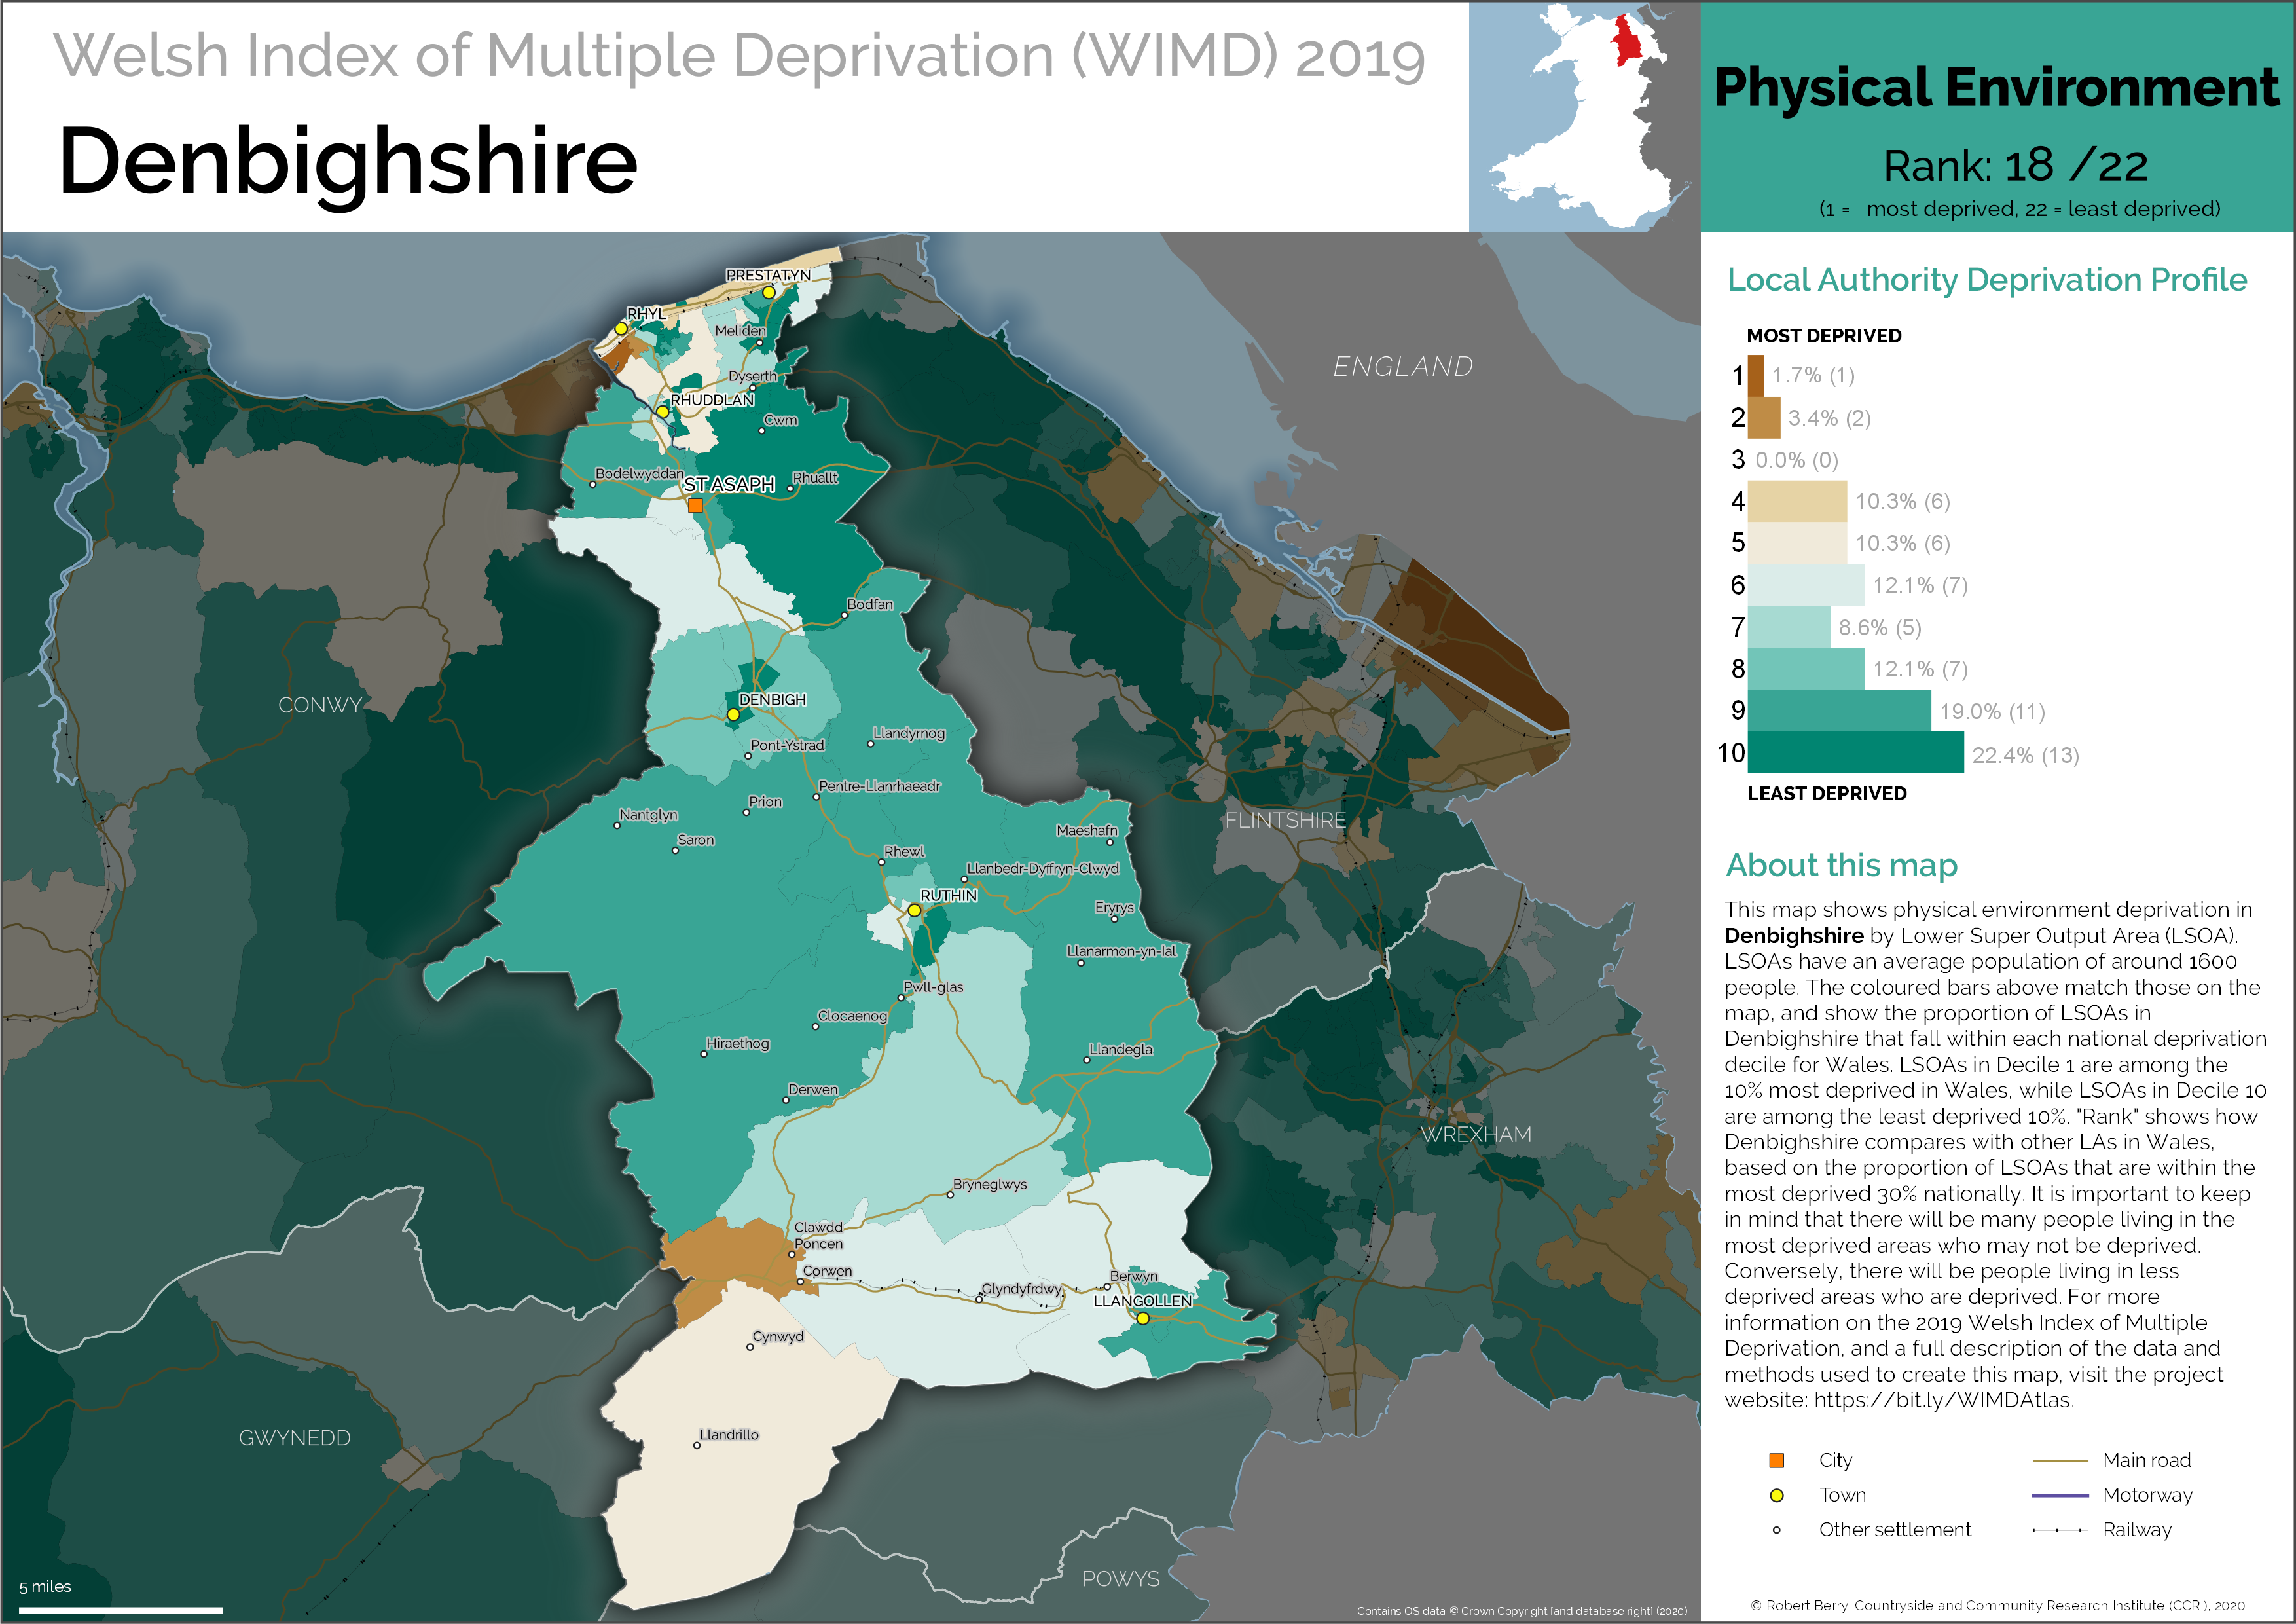 Welsh Index of Multiple Deprivation (WIMD) 2019
Denbighshire
Physical Environment
Rank: 18 /22
(1 = most deprived, 22 = least deprived)
Local Authority Deprivation Profile
MOST DEPRIVED
1 1.7% (1)
2 3.4% (2)
3 0.0% (0)
4 10.3% (6)
5 10.3% (6)
6 12.1% (7)
7 8.6% (5)
8 12.1% (7)
9 19.0% (11)
10 22.4% (13)
LEAST DEPRIVED
About this map
This map shows physical environment deprivation in
Denbighshire by Lower Super Output Area (LSOA).
LSOAs have an average population of around 1600
people. The coloured bars above match those on the
map, and show the proportion of LSOAs in
Denbighshire that fall within each national deprivation
decile for Wales. LSOAs in Decile 1 are among the
10% most deprived in Wales, while LSOAs in Decile 10
are among the least deprived 10%. "Rank" shows how
Denbighshire compares with other LAs in Wales,
based on the proportion of LSOAs that are within the
most deprived 30% nationally. It is important to keep
in mind that there will be many people living in the
most deprived areas who may not be deprived.
Conversely, there will be people living in less
deprived areas who are deprived. For more
information on the 2019 Welsh Index of Multiple
Deprivation, and a full description of the data and
methods used to create this map, visit the project
website: https://bit.ly/WIMDAtlas.
City
Town
Other settlement
Main road
Motorway
Railway
© Robert Berry, Countryside and Community Research Institute (CCRI), 2020
PRESTATYN
RHYL
Meliden
ENGLAND
Dyserth
RHUDDLAN
Cwm
Bodelwyddan
ST ASAPH
Rhuallt
Bodfan
DENBIGH
CONWY
Llandyrnog
Pont-Ystrad
Pentre-Llanrhaeadr
Prion
Nantglyn
FLINTSHIRE
Maeshafn
Saron
Rhewl
Llanbedr-Dyffryn-Clwyd
RUTHIN
Eryrys
Llanarmon-yn-Ial
Pwll-glas
Clocaenog
Hiraethog
Llandegla
Derwen
WREXHAM
Bryneglwys
Clawdd
Poncen
Corwen
Berwyn
Glyndyfrdwy
LLANGOLLEN
Cynwyd
GWYNEDD
Llandrillo
POWYS
5 miles
Contains OS data © Crown Copyright [and database right] (2020)